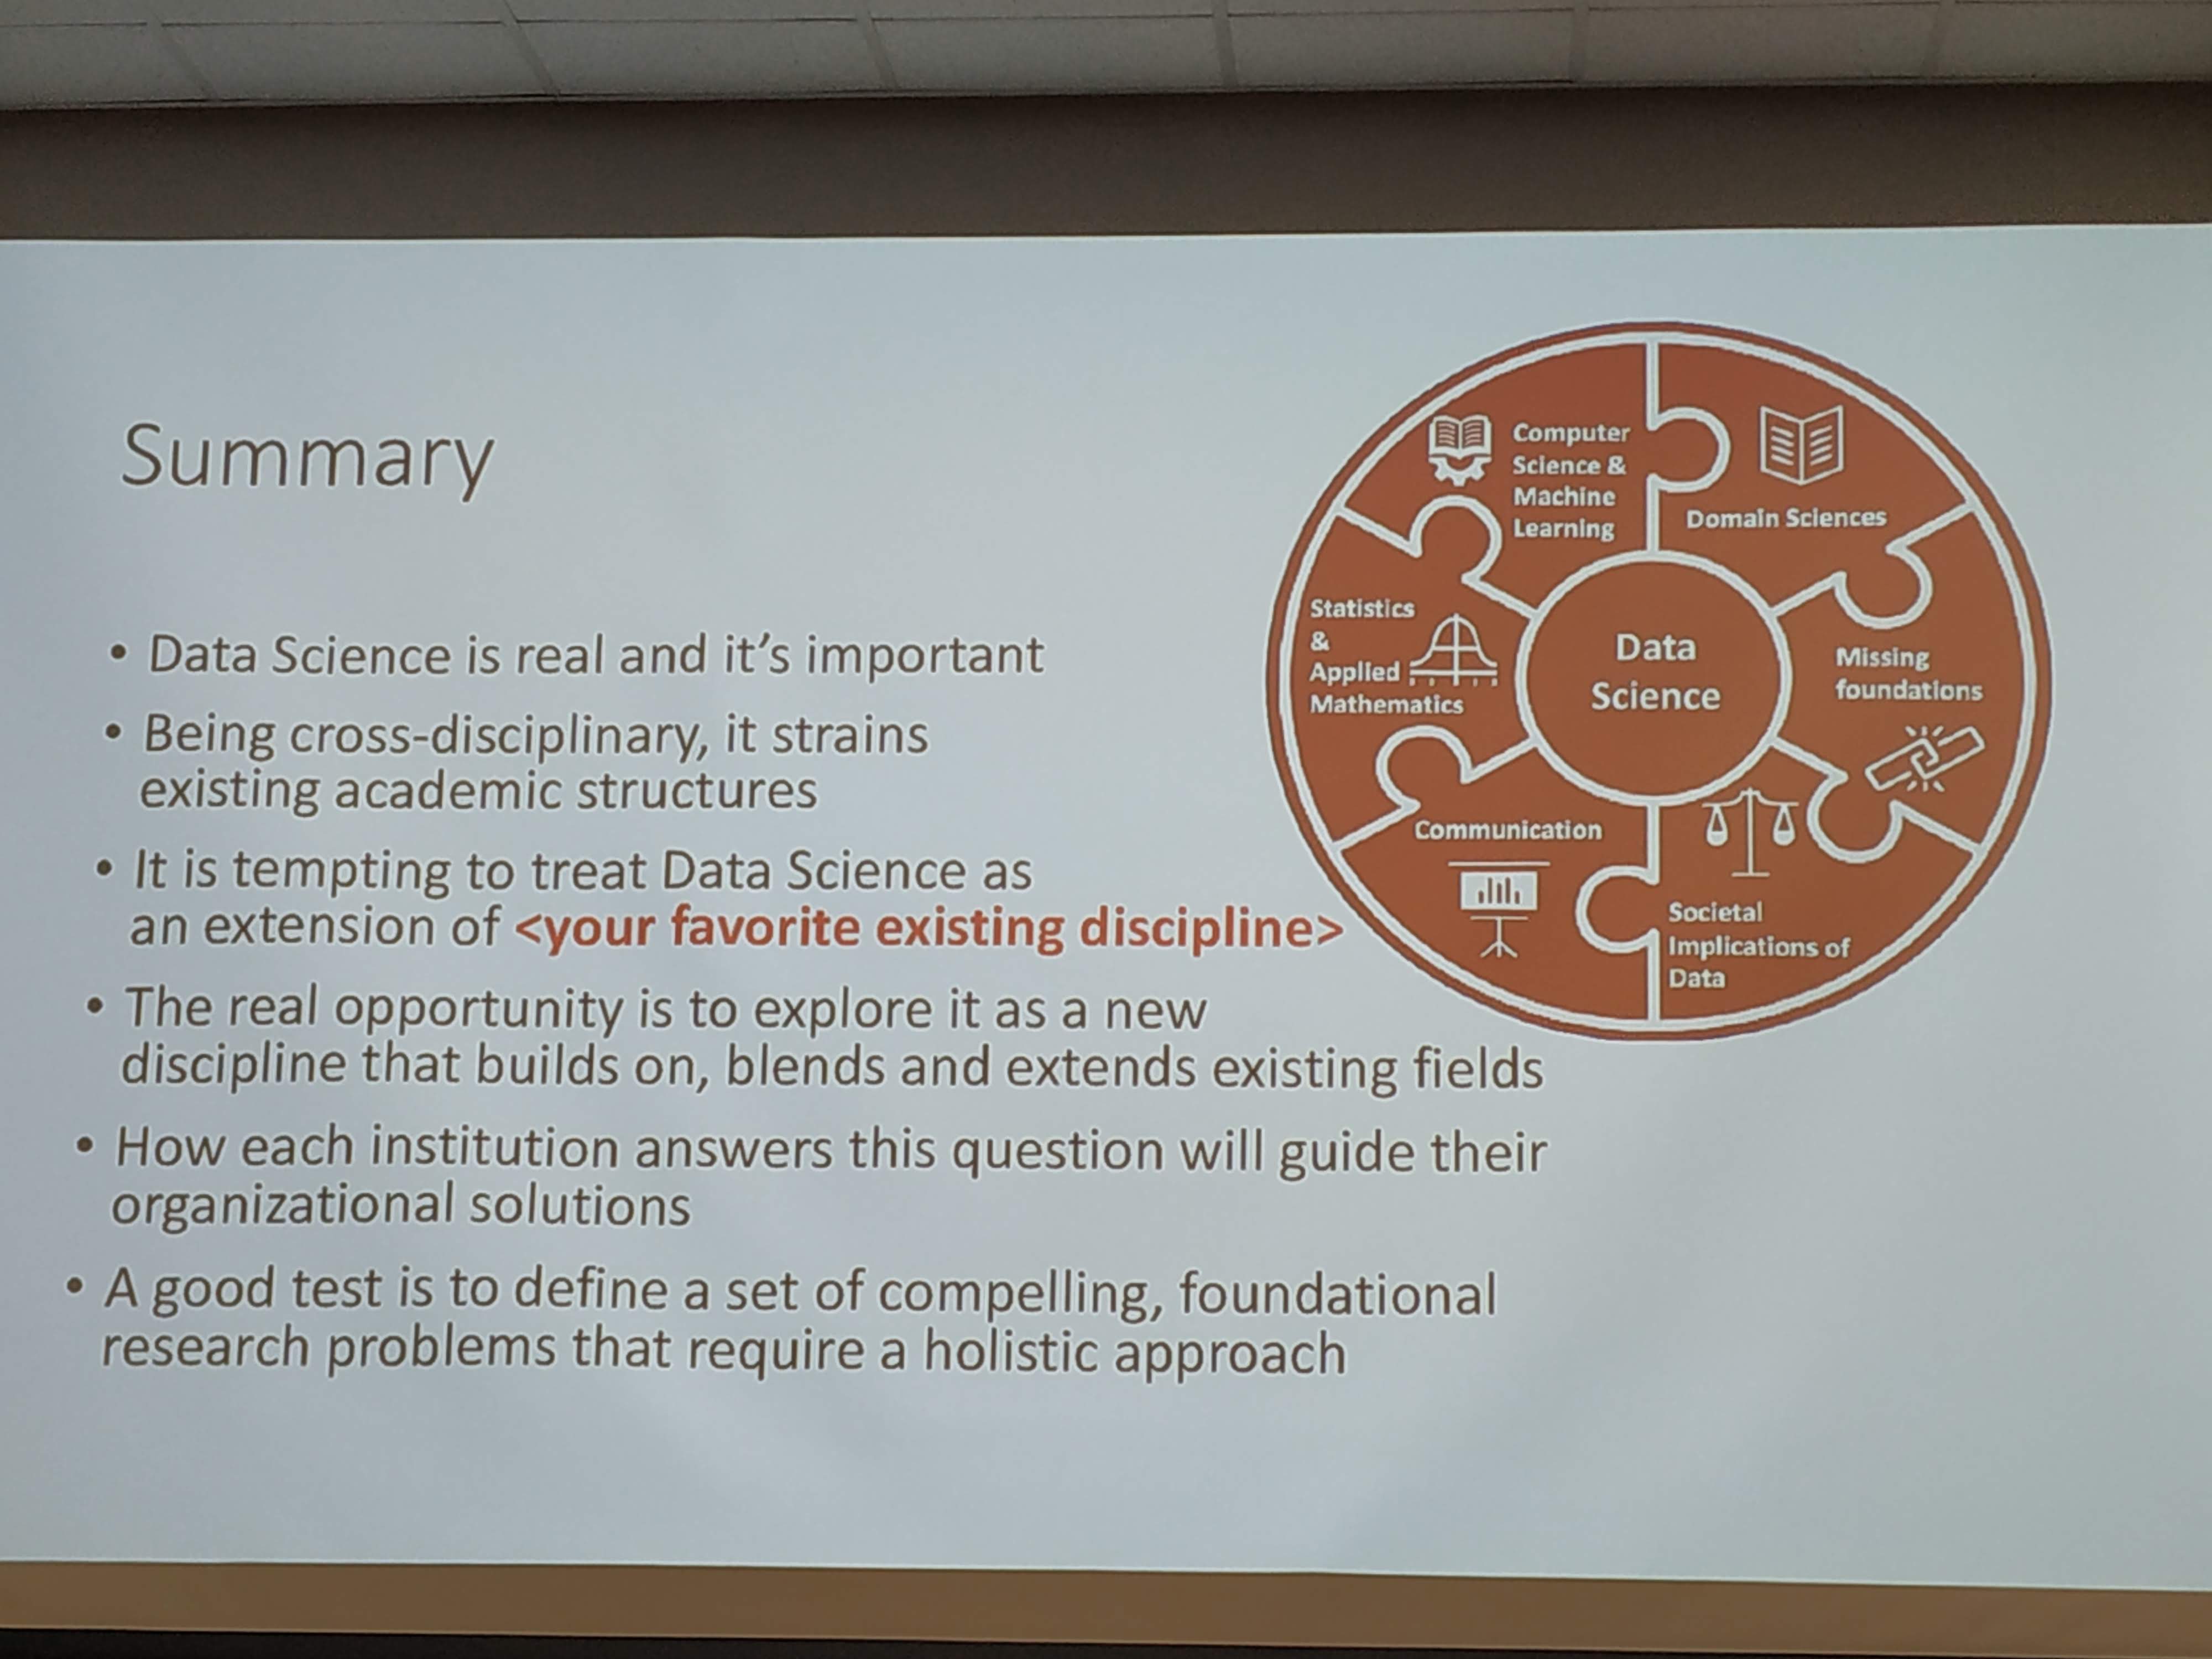 Summary
• Data Science is real and it's important
• Being cross-disciplinary, it strains
existing academic structures
• It is tempting to treat Data Science as
an extension of <your favorite existing discipline>
• The real opportunity is to explore it as a new
discipline that builds on, blends and extends existing fields
• How each institution answers this question will guide their
organizational solutions
• A good test is to define a set of compelling, foundational
research problems that require a holistic approach
Computer
Science &
Machine
Learning
Domain Sciences
Statistics
&
Applied
Mathematics
Data
Science
Missing
foundations
Communication
Societal
Implications of
Data